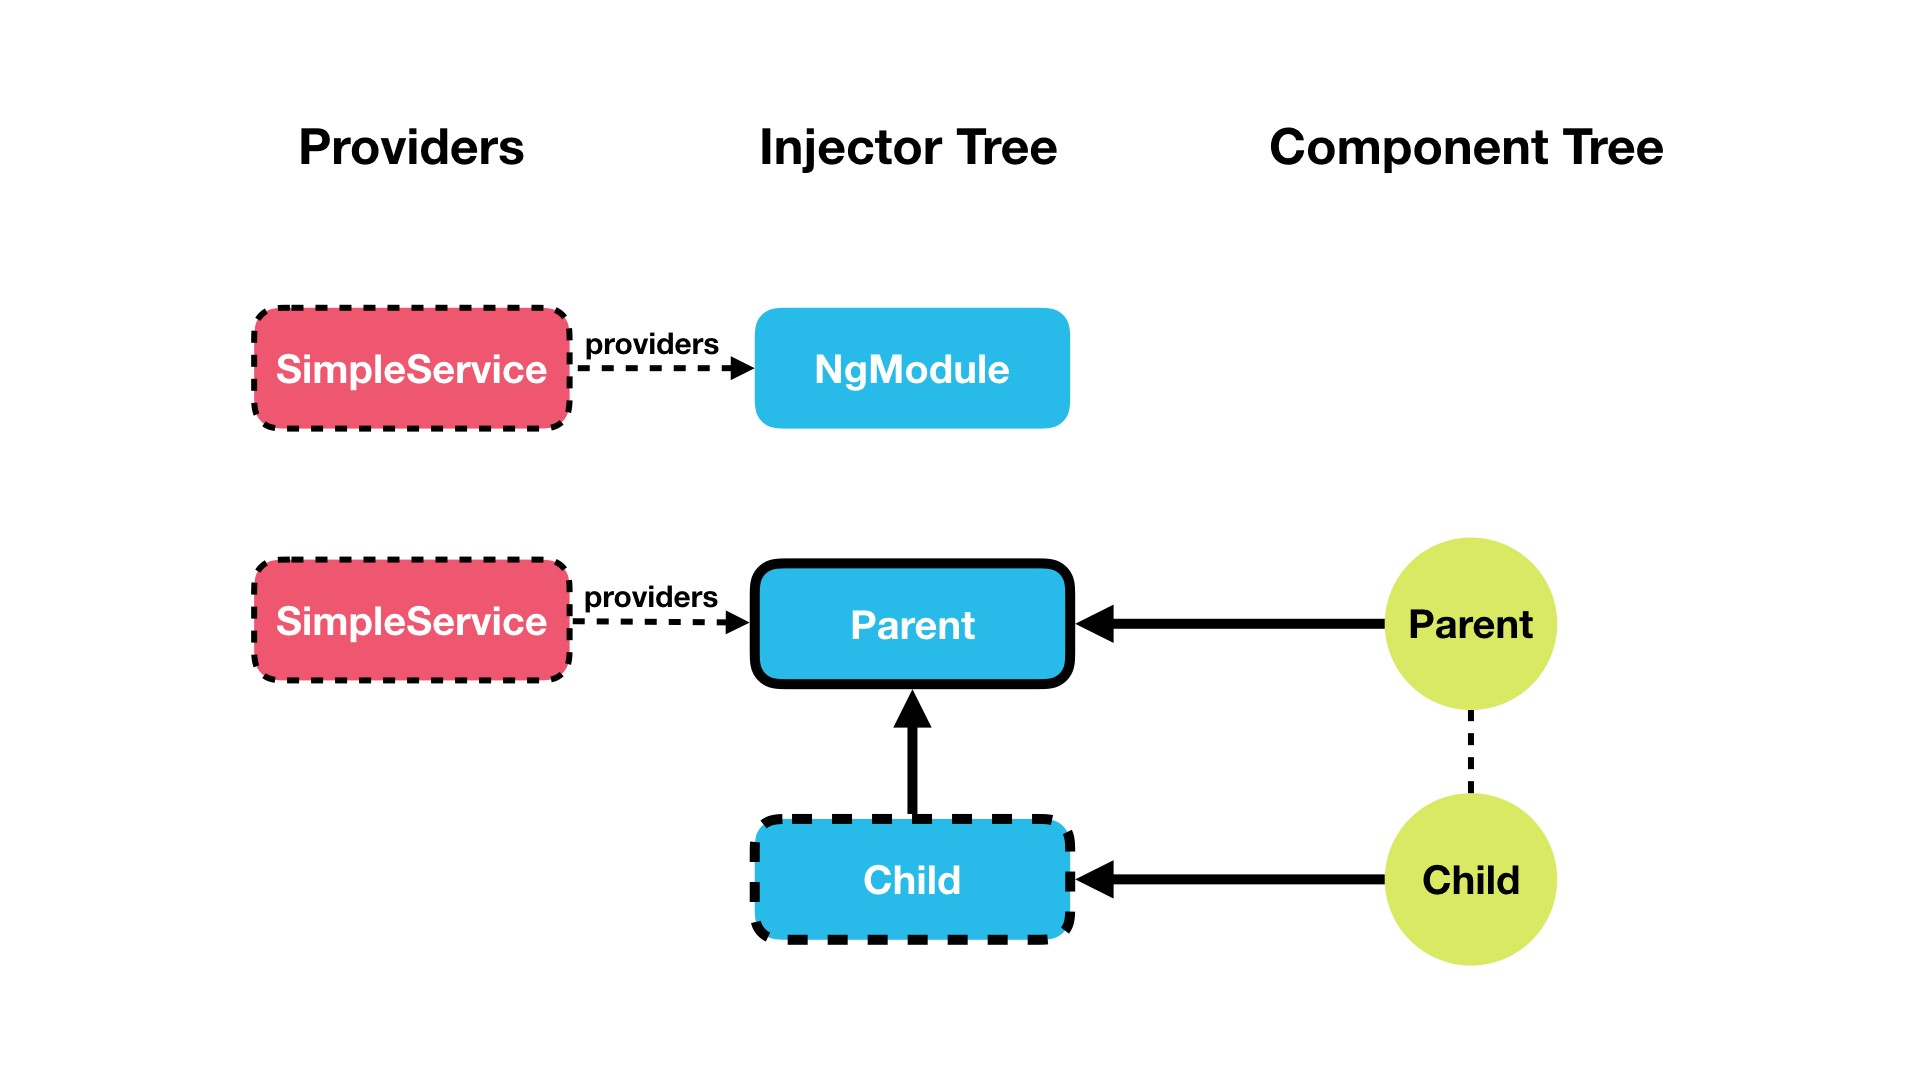 Providers
Injector Tree
Component Tree
SimpleService
providers
NgModule
SimpleService
providers
Parent
Parent
Child
Child